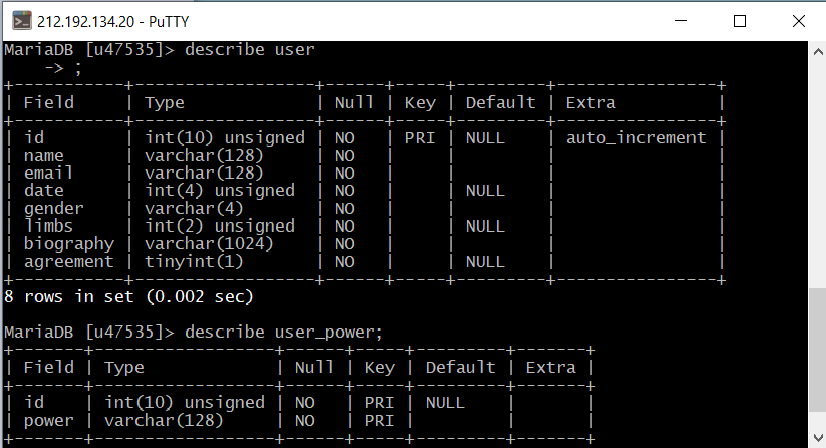 212.192.134.20 - PuTTY
MariaDB [u47535]> describe user
    -> ;
+-----------+------------------+------+-----+---------+----------------+
| Field     | Type             | Null | Key | Default | Extra          |
+-----------+------------------+------+-----+---------+----------------+
| id        | int(10) unsigned | NO   | PRI | NULL    | auto_increment |
| name      | varchar(128)     | NO   |     |         |                |
| email     | varchar(128)     | NO   |     |         |                |
| date      | int(4) unsigned  | NO   |     | NULL    |                |
| gender    | varchar(4)       | NO   |     |         |                |
| limbs     | int(2) unsigned  | NO   |     | NULL    |                |
| biography | varchar(1024)    | NO   |     |         |                |
| agreement | tinyint(1)       | NO   |     | NULL    |                |
+-----------+------------------+------+-----+---------+----------------+
8 rows in set (0.002 sec)
MariaDB [u47535]> describe user_power;
+-------+------------------+------+-----+---------+-------+
| Field | Type             | Null | Key | Default | Extra |
+-------+------------------+------+-----+---------+-------+
| id    | int(10) unsigned | NO   | PRI | NULL    |       |
| power | varchar(128)     | NO   | PRI |         |       |
+-------+------------------+------+-----+---------+-------+